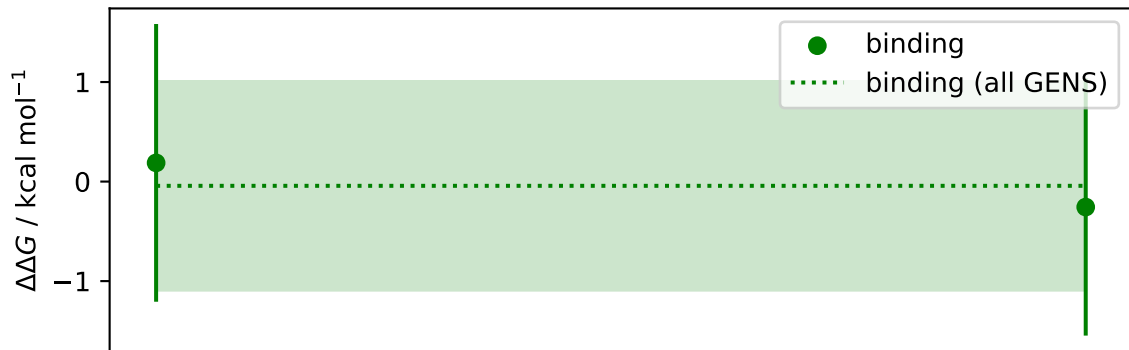 ΔΔG / kcal mol⁻¹
1
0
−1
binding
binding (all GENS)